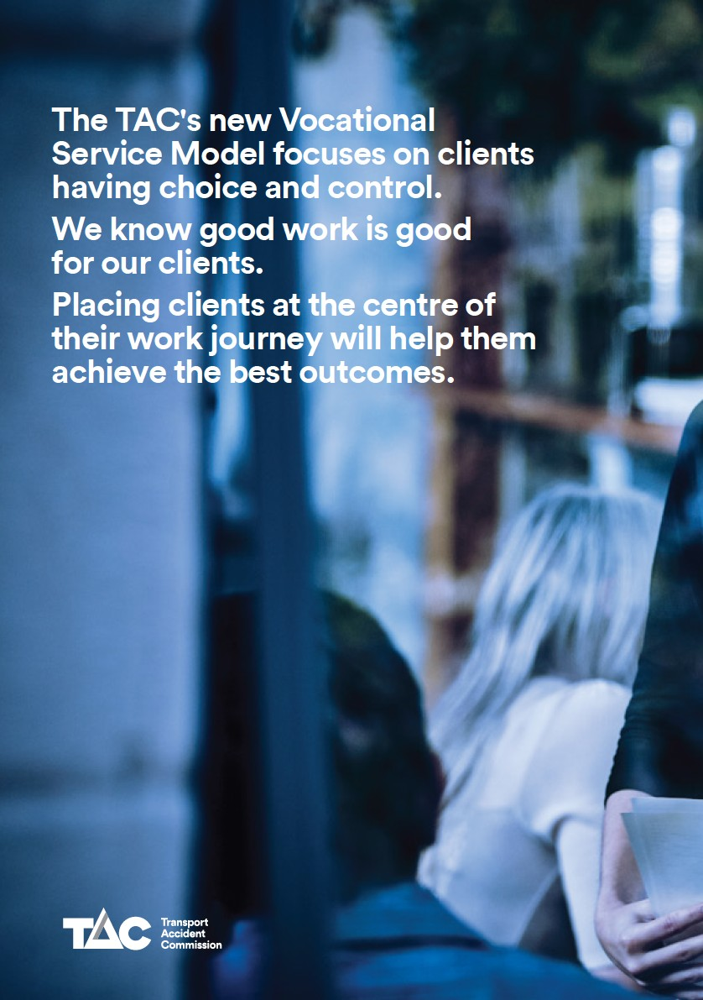 The TAC's new Vocational
Service Model focuses on clients
having choice and control.
We know good work is good
for our clients.
Placing clients at the centre of
their work journey will help them
achieve the best outcomes.
TAC
Transport
Accident
Commission